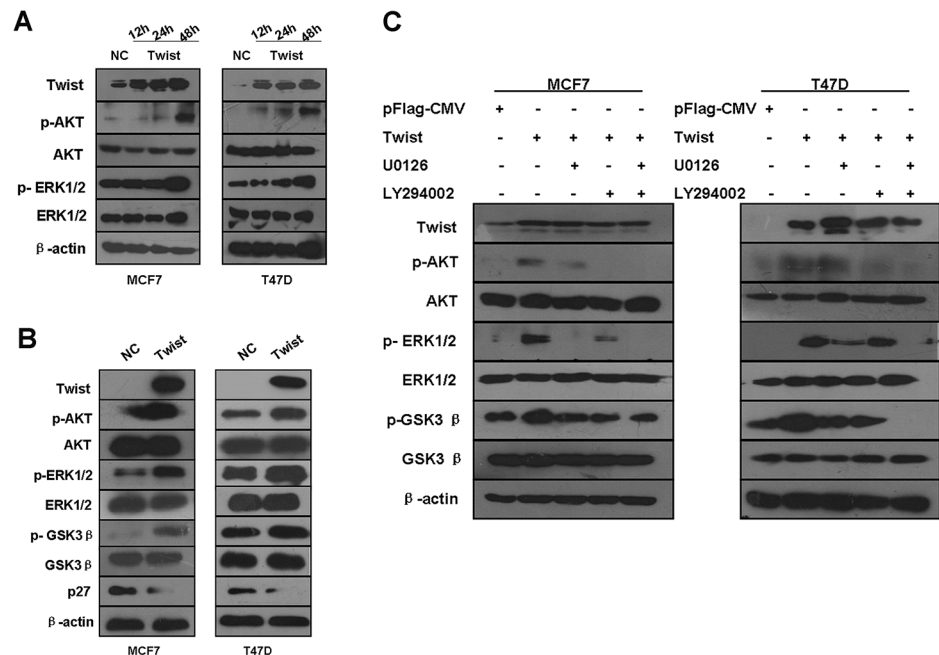 A
12h 24h 48h 12h 24h 48h
NC Twist NC Twist
Twist
p-AKT
AKT
p- ERK1/2
ERK1/2
β-actin
MCF7 T47D
B
NC Twist NC Twist
Twist
p-AKT
AKT
p-ERK1/2
ERK1/2
p- GSK3β
GSK3β
p27
β-actin
MCF7 T47D
C
MCF7
pFlag-CMV + - - - -
Twist - + + + +
U0126 - - + - +
LY294002 - - - + +
Twist
p-AKT
AKT
p- ERK1/2
ERK1/2
p-GSK3 β
GSK3 β
β-actin
T47D
pFlag-CMV + - - - -
Twist - + + + +
U0126 - - + - +
LY294002 - - - + +